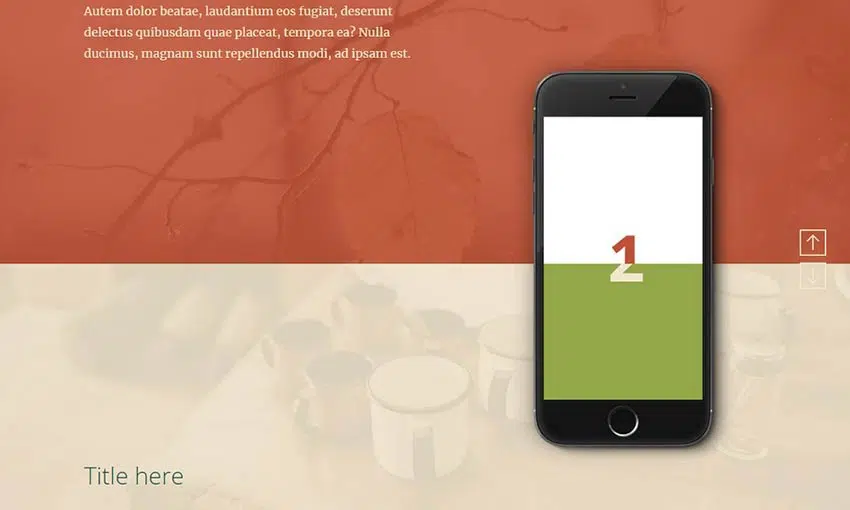 Autem dolor beatae, laudantium eos fugiat, deserunt
delectus quibusdam quae placeat, tempora ea? Nulla
ducimus, magnam sunt repellendus modi, ad ipsam est.
Title here